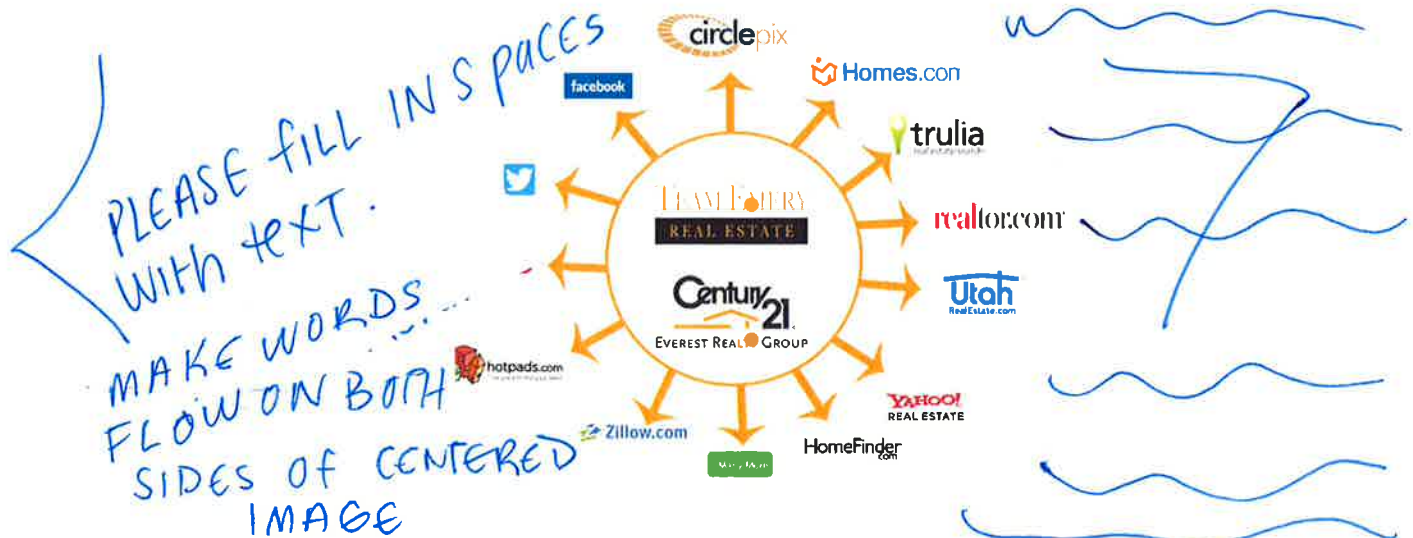 PLEASE FILL IN SPACES
WITH TEXT.
MAKE WORDS...
FLOW ON BOTH
SIDES OF CENTERED
IMAGE
circlepix
facebook
Homes.com
trulia
TEAM EMERY
REAL ESTATE
realtor.com
Century 21
EVEREST REALTY GROUP
Utah
RealEstate.com
hotpads.com
YAHOO!
REAL ESTATE
Zillow.com
HomeFinder
.com